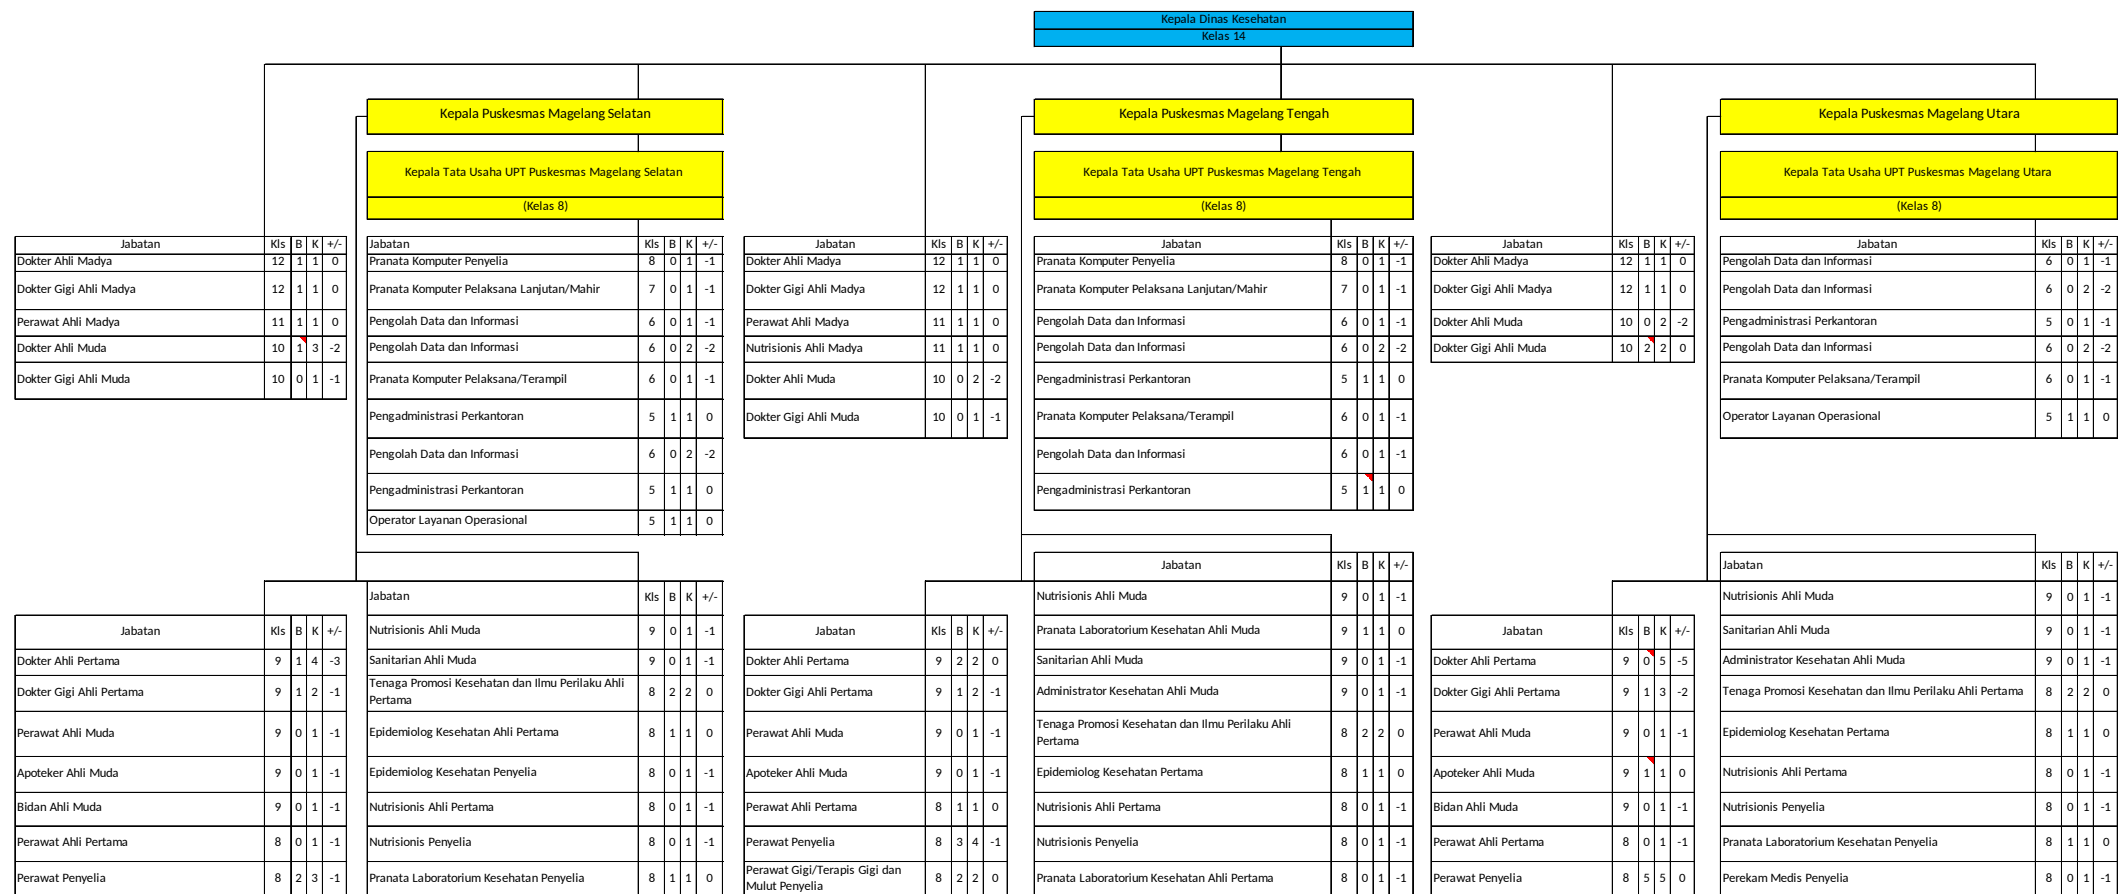 Kepala Dinas Kesehatan
Kelas 14
Kepala Puskesmas Magelang Selatan
Kepala Tata Usaha UPT Puskesmas Magelang Selatan
(Kelas 8)
Kepala Puskesmas Magelang Tengah
Kepala Tata Usaha UPT Puskesmas Magelang Tengah
(Kelas 8)
Kepala Puskesmas Magelang Utara
Kepala Tata Usaha UPT Puskesmas Magelang Utara
(Kelas 8)
Jabatan Kls B K +/-
Dokter Ahli Madya 12 1 1 0
Dokter Gigi Ahli Madya 12 1 1 0
Perawat Ahli Madya 11 1 1 0
Dokter Ahli Muda 10 1 3 -2
Dokter Gigi Ahli Muda 10 0 1 -1
Jabatan Kls B K +/-
Pranata Komputer Penyelia 8 0 1 -1
Pranata Komputer Pelaksana Lanjutan/Mahir 7 0 1 -1
Pengolah Data dan Informasi 6 0 1 -1
Pengolah Data dan Informasi 6 0 2 -2
Pranata Komputer Pelaksana/Terampil 6 0 1 -1
Pengadministrasi Perkantoran 5 1 1 0
Pengolah Data dan Informasi 6 0 2 -2
Pengadministrasi Perkantoran 5 1 1 0
Operator Layanan Operasional 5 1 1 0
Jabatan Kls B K +/-
Dokter Ahli Madya 12 1 1 0
Dokter Gigi Ahli Madya 12 1 1 0
Perawat Ahli Madya 11 1 1 0
Nutrisionis Ahli Madya 11 1 1 0
Dokter Ahli Muda 10 0 2 -2
Dokter Gigi Ahli Muda 10 0 1 -1
Jabatan Kls B K +/-
Pranata Komputer Penyelia 8 0 1 -1
Pranata Komputer Pelaksana Lanjutan/Mahir 7 0 1 -1
Pengolah Data dan Informasi 6 0 1 -1
Pengolah Data dan Informasi 6 0 2 -2
Pengadministrasi Perkantoran 5 1 1 0
Pranata Komputer Pelaksana/Terampil 6 0 1 -1
Pengolah Data dan Informasi 6 0 1 -1
Pengadministrasi Perkantoran 5 1 1 0
Jabatan Kls B K +/-
Dokter Ahli Madya 12 1 1 0
Dokter Gigi Ahli Madya 12 1 1 0
Dokter Ahli Muda 10 0 2 -2
Dokter Gigi Ahli Muda 10 2 2 0
Jabatan Kls B K +/-
Pengolah Data dan Informasi 6 0 1 -1
Pengolah Data dan Informasi 6 0 2 -2
Pengadministrasi Perkantoran 5 0 1 -1
Pengolah Data dan Informasi 6 0 2 -2
Pranata Komputer Pelaksana/Terampil 6 0 1 -1
Operator Layanan Operasional 5 1 1 0
Jabatan Kls B K +/-
Dokter Ahli Pertama 9 1 4 -3
Dokter Gigi Ahli Pertama 9 1 2 -1
Perawat Ahli Muda 9 0 1 -1
Apoteker Ahli Muda 9 0 1 -1
Bidan Ahli Muda 9 0 1 -1
Perawat Ahli Pertama 8 0 1 -1
Perawat Penyelia 8 2 3 -1
Jabatan Kls B K +/-
Nutrisionis Ahli Muda 9 0 1 -1
Sanitarian Ahli Muda 9 0 1 -1
Tenaga Promosi Kesehatan dan Ilmu Perilaku Ahli
Pertama 8 2 2 0
Epidemiolog Kesehatan Ahli Pertama 8 1 1 0
Epidemiolog Kesehatan Penyelia 8 0 1 -1
Nutrisionis Ahli Pertama 8 0 1 -1
Nutrisionis Penyelia 8 0 1 -1
Pranata Laboratorium Kesehatan Penyelia 8 1 1 0
Jabatan Kls B K +/-
Dokter Ahli Pertama 9 2 2 0
Dokter Gigi Ahli Pertama 9 1 2 -1
Perawat Ahli Muda 9 0 1 -1
Apoteker Ahli Muda 9 0 1 -1
Perawat Ahli Pertama 8 1 1 0
Perawat Penyelia 8 3 4 -1
Perawat Gigi/Terapis Gigi dan
Mulut Penyelia 8 2 2 0
Jabatan Kls B K +/-
Nutrisionis Ahli Muda 9 0 1 -1
Pranata Laboratorium Kesehatan Ahli Muda 9 1 1 0
Sanitarian Ahli Muda 9 0 1 -1
Administrator Kesehatan Ahli Muda 9 0 1 -1
Tenaga Promosi Kesehatan dan Ilmu Perilaku Ahli
Pertama 8 2 2 0
Epidemiolog Kesehatan Pertama 8 1 1 0
Nutrisionis Ahli Pertama 8 0 1 -1
Nutrisionis Penyelia 8 0 1 -1
Pranata Laboratorium Kesehatan Ahli Pertama 8 0 1 -1
Jabatan Kls B K +/-
Dokter Ahli Pertama 9 0 5 -5
Dokter Gigi Ahli Pertama 9 1 3 -2
Perawat Ahli Muda 9 0 1 -1
Apoteker Ahli Muda 9 1 1 0
Bidan Ahli Muda 9 0 1 -1
Perawat Ahli Pertama 8 0 1 -1
Perawat Penyelia 8 5 5 0
Jabatan Kls B K +/-
Nutrisionis Ahli Muda 9 0 1 -1
Sanitarian Ahli Muda 9 0 1 -1
Administrator Kesehatan Ahli Muda 9 0 1 -1
Tenaga Promosi Kesehatan dan Ilmu Perilaku Ahli Pertama 8 2 2 0
Epidemiolog Kesehatan Pertama 8 1 1 0
Nutrisionis Ahli Pertama 8 0 1 -1
Nutrisionis Penyelia 8 0 1 -1
Pranata Laboratorium Kesehatan Penyelia 8 1 1 0
Perekam Medis Penyelia 8 0 1 -1